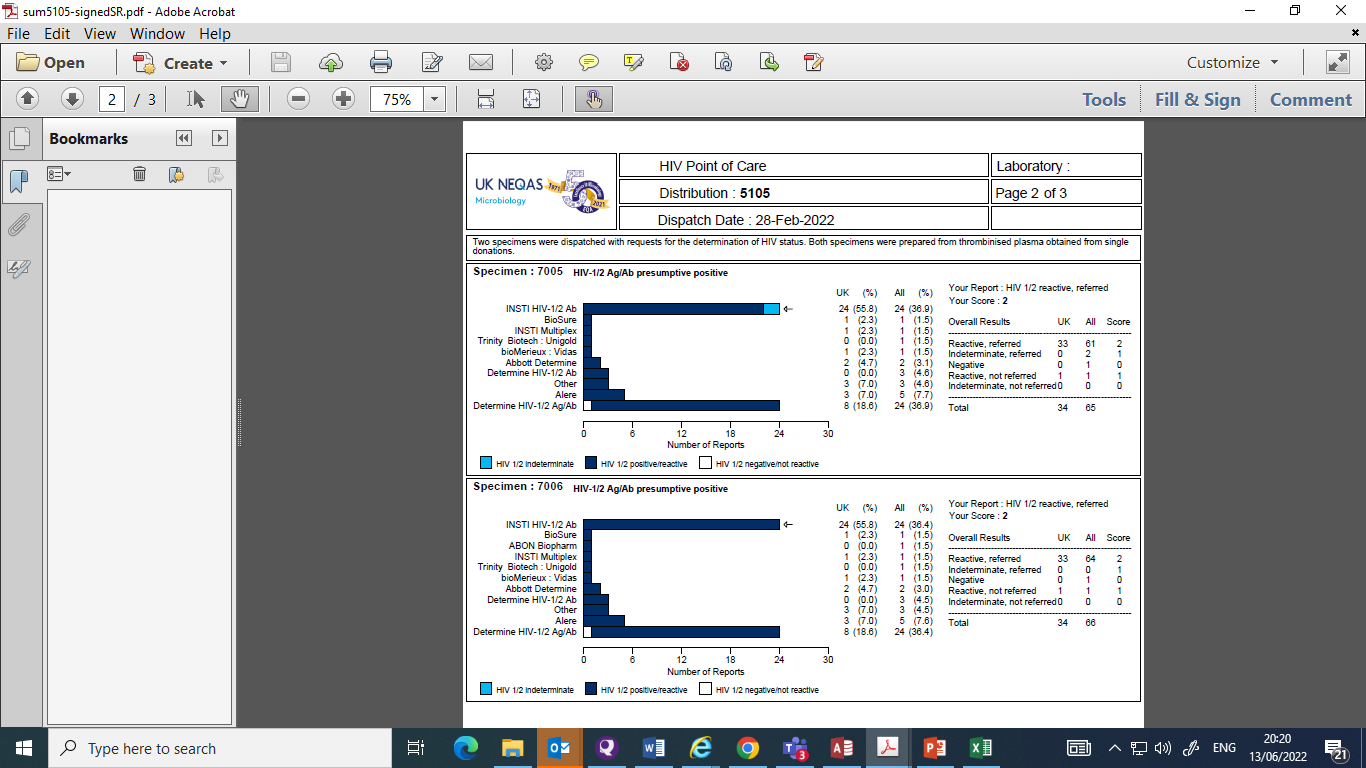 sum5105-signedSR.pdf - Adobe Acrobat
File Edit View Window Help
Open Create Customize
2 / 3 75% Tools Fill & Sign Comment
Bookmarks
UK NEQAS
Microbiology
1971 2021
HIV Point of Care
Laboratory :
Distribution : 5105
Page 2 of 3
Dispatch Date : 28-Feb-2022
Two specimens were dispatched with requests for the determination of HIV status. Both specimens were prepared from thrombinised plasma obtained from single
donations.
Specimen : 7005 HIV-1/2 Ag/Ab presumptive positive
UK (%) All (%)
INSTI HIV-1/2 Ab 24 (55.8) 24 (36.9)
BioSure 1 (2.3) 1 (1.5)
INSTI Multiplex 1 (2.3) 1 (1.5)
Trinity Biotech : Unigold 0 (0.0) 1 (1.5)
bioMerieux : Vidas 1 (2.3) 1 (1.5)
Abbott Determine 2 (4.7) 2 (3.1)
Determine HIV-1/2 Ab 0 (0.0) 3 (4.6)
Other 3 (7.0) 3 (4.6)
Alere 3 (7.0) 5 (7.7)
Determine HIV-1/2 Ag/Ab 8 (18.6) 24 (36.9)
0 6 12 18 24 30
Number of Reports
HIV 1/2 Indeterminate HIV 1/2 positive/reactive HIV 1/2 negative/not reactive
Your Report : HIV 1/2 reactive, referred
Your Score : 2
Overall Results UK All Score
Reactive, referred 33 61 2
Indeterminate, referred 0 2 1
Negative 0 1 0
Reactive, not referred 1 1 1
Indeterminate, not referred 0 0 0
Total 34 65
Specimen : 7006 HIV-1/2 Ag/Ab presumptive positive
UK (%) All (%)
INSTI HIV-1/2 Ab 24 (55.8) 24 (36.4)
BioSure 1 (2.3) 1 (1.5)
ABON Biopharm 0 (0.0) 1 (1.5)
INSTI Multiplex 1 (2.3) 1 (1.5)
Trinity Biotech : Unigold 0 (0.0) 1 (1.5)
bioMerieux : Vidas 1 (2.3) 1 (1.5)
Abbott Determine 2 (4.7) 2 (3.0)
Determine HIV-1/2 Ab 0 (0.0) 3 (4.5)
Other 3 (7.0) 3 (4.5)
Alere 3 (7.0) 5 (7.6)
Determine HIV-1/2 Ag/Ab 8 (18.6) 24 (36.4)
0 6 12 18 24 30
Number of Reports
HIV 1/2 Indeterminate HIV 1/2 positive/reactive HIV 1/2 negative/not reactive
Your Report : HIV 1/2 reactive, referred
Your Score : 2
Overall Results UK All Score
Reactive, referred 33 64 2
Indeterminate, referred 0 0 1
Negative 0 1 0
Reactive, not referred 1 1 1
Indeterminate, not referred 0 0 0
Total 34 66
Type here to search
3
ENG
20:20
13/06/2022
21